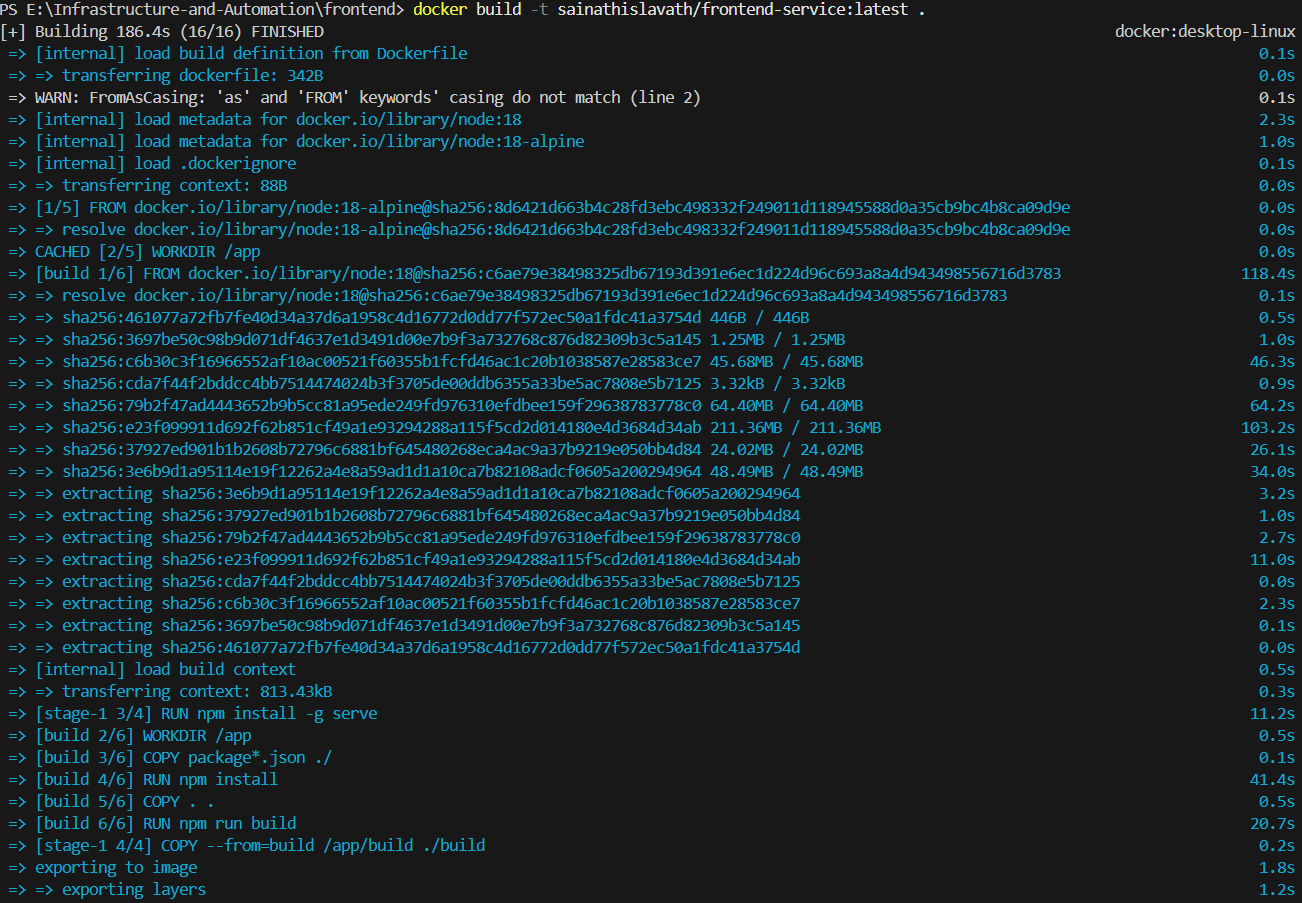 PS E:\Infrastructure-and-Automation\frontend> docker build -t sainathislavath/frontend-service:latest .
[+] Building 186.4s (16/16) FINISHED docker:desktop-linux
=> [internal] load build definition from Dockerfile 0.1s
=> => transferring dockerfile: 342B 0.0s
=> WARN: FromAsCasing: 'as' and 'FROM' keywords' casing do not match (line 2) 0.1s
=> [internal] load metadata for docker.io/library/node:18 2.3s
=> [internal] load metadata for docker.io/library/node:18-alpine 1.0s
=> [internal] load .dockerignore 0.1s
=> => transferring context: 88B 0.0s
=> [1/5] FROM docker.io/library/node:18-alpine@sha256:8d6421d663b4c28fd3ebc498332f249011d118945588d0a35cb9bc4b8ca09d9e 0.0s
=> => resolve docker.io/library/node:18-alpine@sha256:8d6421d663b4c28fd3ebc498332f249011d118945588d0a35cb9bc4b8ca09d9e 0.0s
=> CACHED [2/5] WORKDIR /app 0.0s
=> [build 1/6] FROM docker.io/library/node:18@sha256:c6ae79e38498325db67193d391e6ec1d224d96c693a8a4d943498556716d3783 118.4s
=> => resolve docker.io/library/node:18@sha256:c6ae79e38498325db67193d391e6ec1d224d96c693a8a4d943498556716d3783 0.1s
=> => sha256:461077a72fb7fe40d34a37d6a1958c4d16772d0dd77f572ec50a1fdc41a3754d 446B / 446B 0.5s
=> => sha256:3697be50c98b9d071df4637e1d3491d00e7b9f3a732768c876d82309b3c5a145 1.25MB / 1.25MB 1.0s
=> => sha256:c6b30c3f16966552af10ac00521f60355b1fcfd46ac1c20b1038587e28583ce7 45.68MB / 45.68MB 46.3s
=> => sha256:cda7f44f2bddcc4bb7514474024b3f3705de00ddb6355a33be5ac7808e5b7125 3.32kB / 3.32kB 0.9s
=> => sha256:79b2f47ad4443652b9b5cc81a95ede249fd976310efdbee159f29638783778c0 64.40MB / 64.40MB 64.2s
=> => sha256:e23f099911d692f62b851cf49a1e93294288a115f5cd2d014180e4d3684d34ab 211.36MB / 211.36MB 103.2s
=> => sha256:37927ed901b1b2608b72796c6881bf645480268eca4ac9a37b9219e050bb4d84 24.02MB / 24.02MB 26.1s
=> => sha256:3e6b9d1a95114e19f12262a4e8a59ad1d1a10ca7b82108adcf0605a200294964 48.49MB / 48.49MB 34.0s
=> => extracting sha256:3e6b9d1a95114e19f12262a4e8a59ad1d1a10ca7b82108adcf0605a200294964 3.2s
=> => extracting sha256:37927ed901b1b2608b72796c6881bf645480268eca4ac9a37b9219e050bb4d84 1.0s
=> => extracting sha256:79b2f47ad4443652b9b5cc81a95ede249fd976310efdbee159f29638783778c0 2.7s
=> => extracting sha256:e23f099911d692f62b851cf49a1e93294288a115f5cd2d014180e4d3684d34ab 11.0s
=> => extracting sha256:cda7f44f2bddcc4bb7514474024b3f3705de00ddb6355a33be5ac7808e5b7125 0.0s
=> => extracting sha256:c6b30c3f16966552af10ac00521f60355b1fcfd46ac1c20b1038587e28583ce7 2.3s
=> => extracting sha256:3697be50c98b9d071df4637e1d3491d00e7b9f3a732768c876d82309b3c5a145 0.1s
=> => extracting sha256:461077a72fb7fe40d34a37d6a1958c4d16772d0dd77f572ec50a1fdc41a3754d 0.0s
=> [internal] load build context 0.5s
=> => transferring context: 813.43kB 0.3s
=> [stage-1 3/4] RUN npm install -g serve 11.2s
=> [build 2/6] WORKDIR /app 0.5s
=> [build 3/6] COPY package*.json ./ 0.1s
=> [build 4/6] RUN npm install 41.4s
=> [build 5/6] COPY . . 0.5s
=> [build 6/6] RUN npm run build 20.7s
=> [stage-1 4/4] COPY --from=build /app/build ./build 0.2s
=> exporting to image 1.8s
=> => exporting layers 1.2s